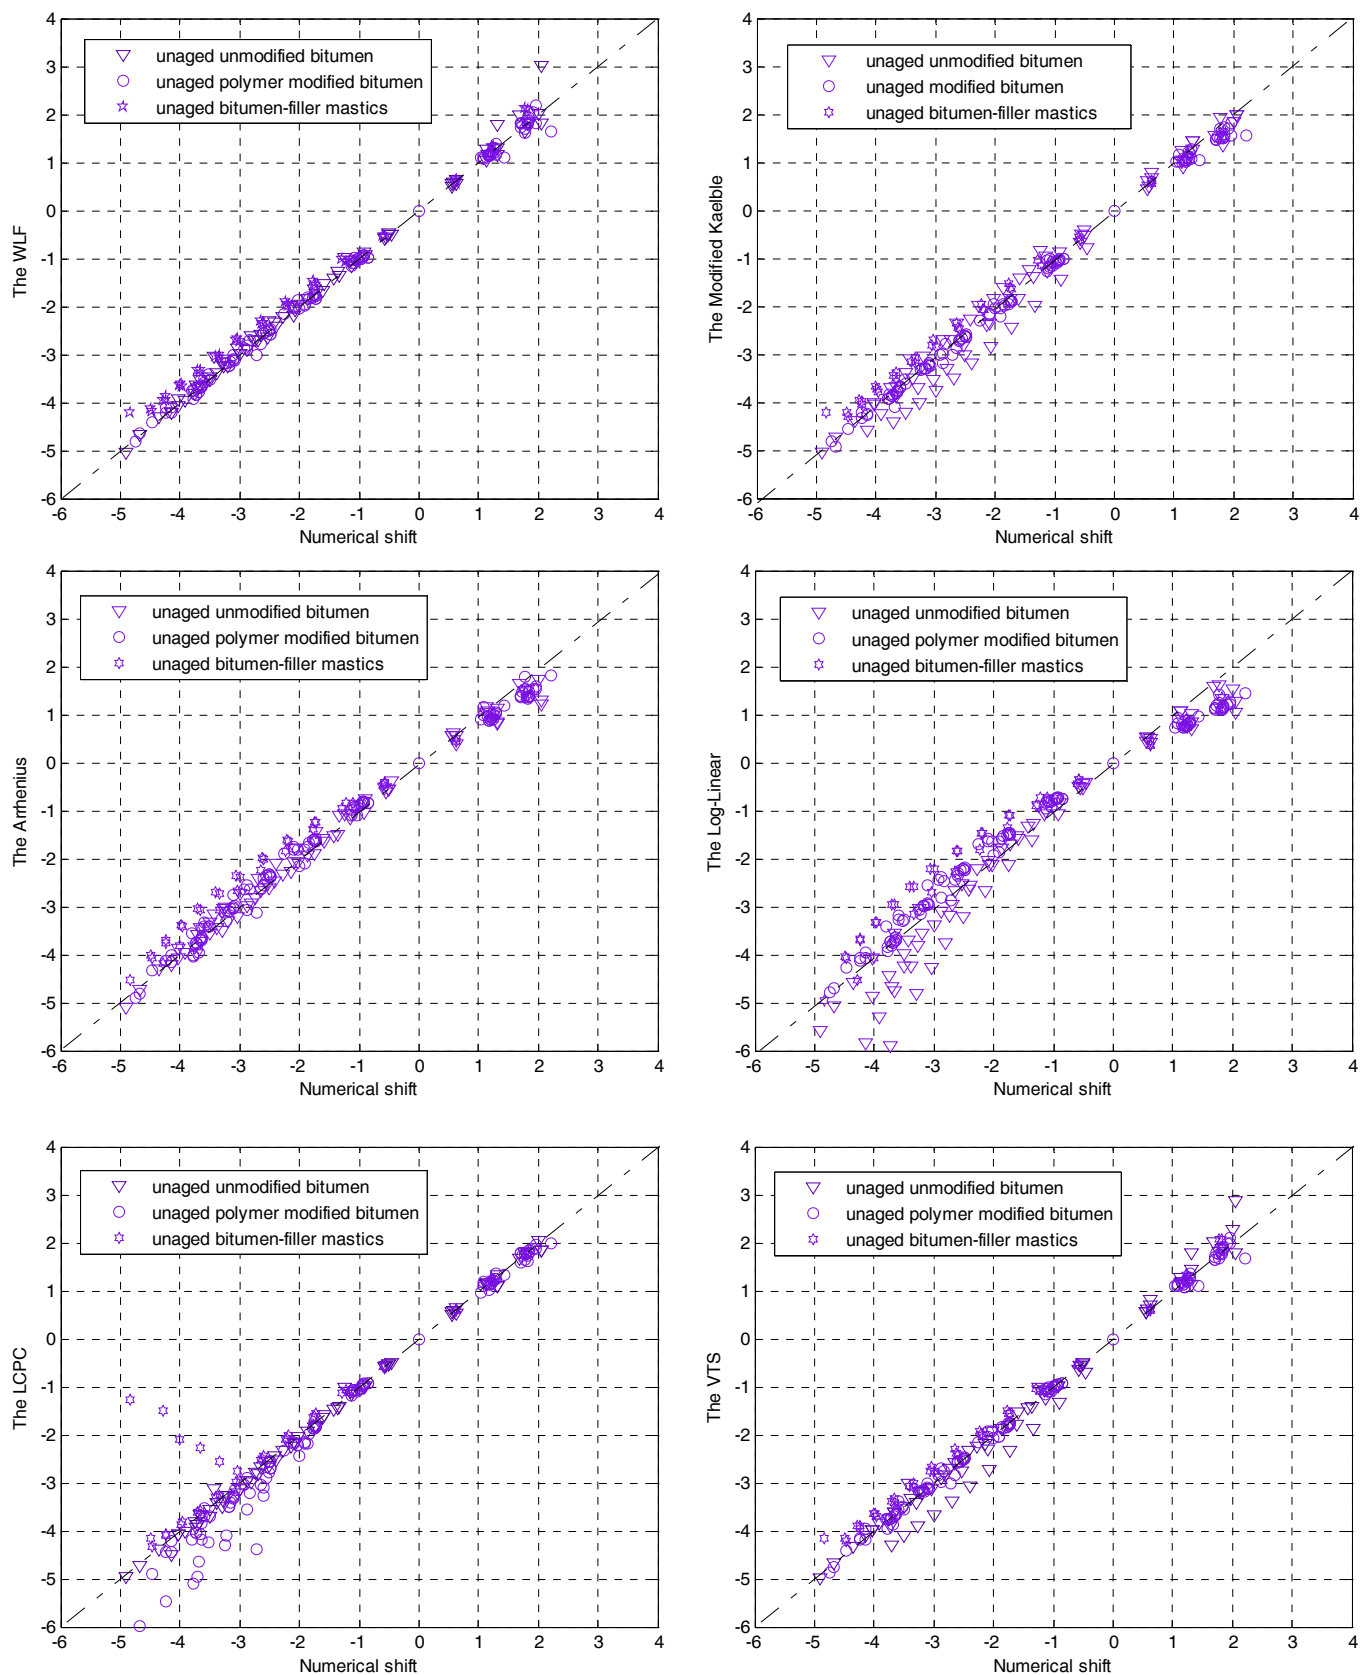 4
3
2
1
0
-1
-2
-3
-4
-5
-6
The WLF
unaged unmodified bitumen
unaged polymer modified bitumen
unaged bitumen-filler mastics
-6 -5 -4 -3 -2 -1 0 1 2 3 4
Numerical shift
4
3
2
1
0
-1
-2
-3
-4
-5
-6
The Modified Kaelble
unaged unmodified bitumen
unaged modified bitumen
unaged bitumen-filler mastics
-6 -5 -4 -3 -2 -1 0 1 2 3 4
Numerical shift
4
3
2
1
0
-1
-2
-3
-4
-5
-6
The Arrhenius
unaged unmodified bitumen
unaged polymer modified bitumen
unaged bitumen-filler mastics
-6 -5 -4 -3 -2 -1 0 1 2 3 4
Numerical shift
4
3
2
1
0
-1
-2
-3
-4
-5
-6
The Log-Linear
unaged unmodified bitumen
unaged polymer modified bitumen
unaged bitumen-filler mastics
-6 -5 -4 -3 -2 -1 0 1 2 3 4
Numerical shift
4
3
2
1
0
-1
-2
-3
-4
-5
-6
The LCPC
unaged unmodified bitumen
unaged polymer modified bitumen
unaged bitumen-filler mastics
-6 -5 -4 -3 -2 -1 0 1 2 3 4
Numerical shift
4
3
2
1
0
-1
-2
-3
-4
-5
-6
The VTS
unaged unmodified bitumen
unaged polymer modified bitumen
unaged bitumen-filler mastics
-6 -5 -4 -3 -2 -1 0 1 2 3 4
Numerical shift